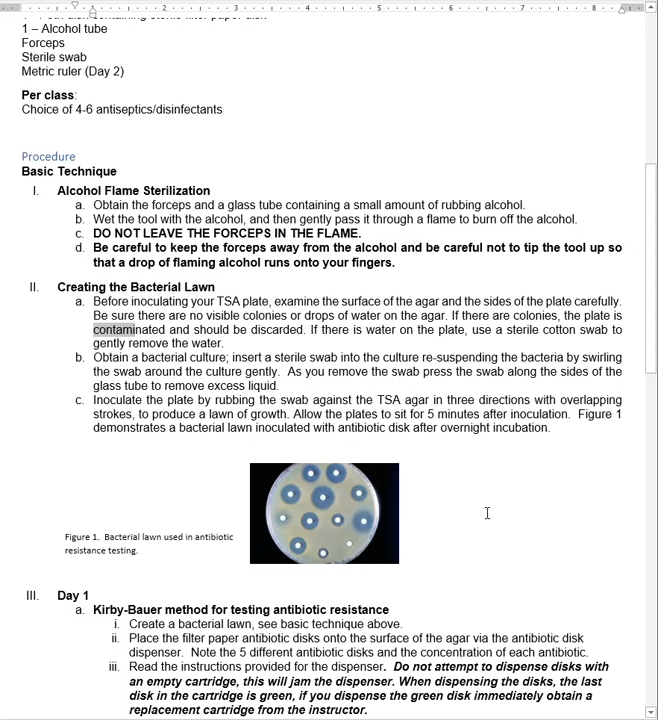 1 – Alcohol tube
Forceps
Sterile swab
Metric ruler (Day 2)
Per class:
Choice of 4-6 antiseptics/disinfectants
Procedure
Basic Technique
I. Alcohol Flame Sterilization
a. Obtain the forceps and a glass tube containing a small amount of rubbing alcohol.
b. Wet the tool with the alcohol, and then gently pass it through a flame to burn off the alcohol.
c. DO NOT LEAVE THE FORCEPS IN THE FLAME.
d. Be careful to keep the forceps away from the alcohol and be careful not to tip the tool up so
that a drop of flaming alcohol runs onto your fingers.
II. Creating the Bacterial Lawn
a. Before inoculating your TSA plate, examine the surface of the agar and the sides of the plate carefully.
Be sure there are no visible colonies or drops of water on the agar. If there are colonies, the plate is
contaminated and should be discarded. If there is water on the plate, use a sterile cotton swab to
gently remove the water.
b. Obtain a bacterial culture; insert a sterile swab into the culture re-suspending the bacteria by swirling
the swab around the culture gently. As you remove the swab press the swab along the sides of the
glass tube to remove excess liquid.
c. Inoculate the plate by rubbing the swab against the TSA agar in three directions with overlapping
strokes, to produce a lawn of growth. Allow the plates to sit for 5 minutes after inoculation. Figure 1
demonstrates a bacterial lawn inoculated with antibiotic disk after overnight incubation.
Figure 1. Bacterial lawn used in antibiotic
resistance testing.
III. Day 1
a. Kirby-Bauer method for testing antibiotic resistance
i. Create a bacterial lawn, see basic technique above.
ii. Place the filter paper antibiotic disks onto the surface of the agar via the antibiotic disk
dispenser. Note the 5 different antibiotic disks and the concentration of each antibiotic.
iii. Read the instructions provided for the dispenser. Do not attempt to dispense disks with
an empty cartridge, this will jam the dispenser. When dispensing the disks, the last
disk in the cartridge is green, if you dispense the green disk immediately obtain a
replacement cartridge from the instructor.